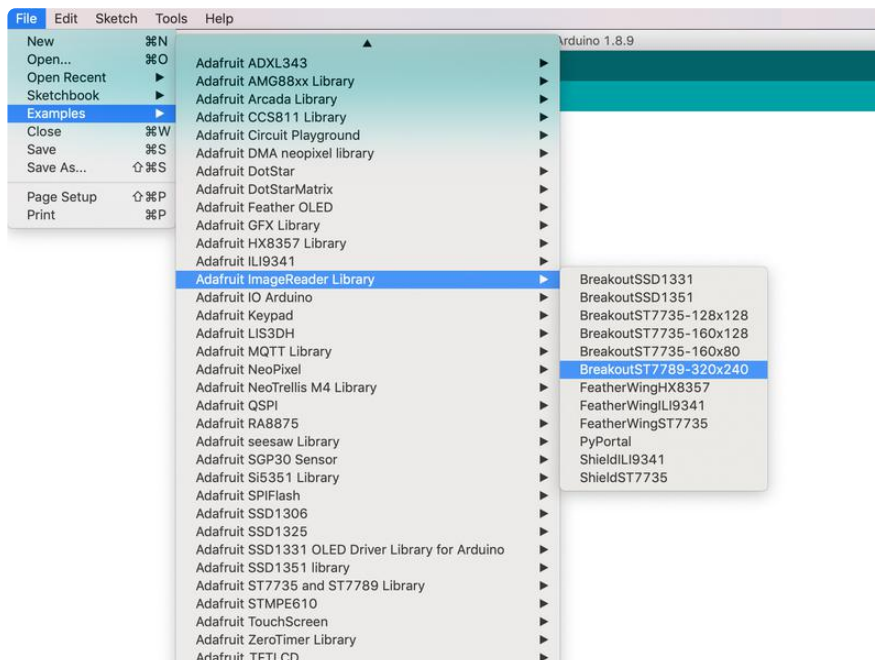 File Edit Sketch Tools Help
Arduino 1.8.9
New ⌘N
Open... ⌘O
Open Recent ▶
Sketchbook ▶
Examples ▶
Close ⌘W
Save ⌘S
Save As... ⇧⌘S
Page Setup ⇧⌘P
Print ⌘P
Adafruit ADXL343
Adafruit AMG88xx Library
Adafruit Arcada Library
Adafruit CCS811 Library
Adafruit Circuit Playground
Adafruit DMA neopixel library
Adafruit DotStar
Adafruit DotStarMatrix
Adafruit Feather OLED
Adafruit GFX Library
Adafruit HX8357 Library
Adafruit ILI9341
Adafruit ImageReader Library
Adafruit IO Arduino
Adafruit Keypad
Adafruit LIS3DH
Adafruit MQTT Library
Adafruit NeoPixel
Adafruit NeoTrellis M4 Library
Adafruit QSPI
Adafruit RA8875
Adafruit seesaw Library
Adafruit SGP30 Sensor
Adafruit Si5351 Library
Adafruit SPIFlash
Adafruit SSD1306
Adafruit SSD1325
Adafruit SSD1331 OLED Driver Library for Arduino
Adafruit SSD1351 library
Adafruit ST7735 and ST7789 Library
Adafruit STMPE610
Adafruit TouchScreen
Adafruit ZeroTimer Library
Adafruit TFTLCD
BreakoutSSD1331
BreakoutSSD1351
BreakoutST7735-128x128
BreakoutST7735-160x128
BreakoutST7735-160x80
BreakoutST7789-320x240
FeatherWingHX8357
FeatherWingILI9341
FeatherWingST7735
PyPortal
ShieldILI9341
ShieldST7735